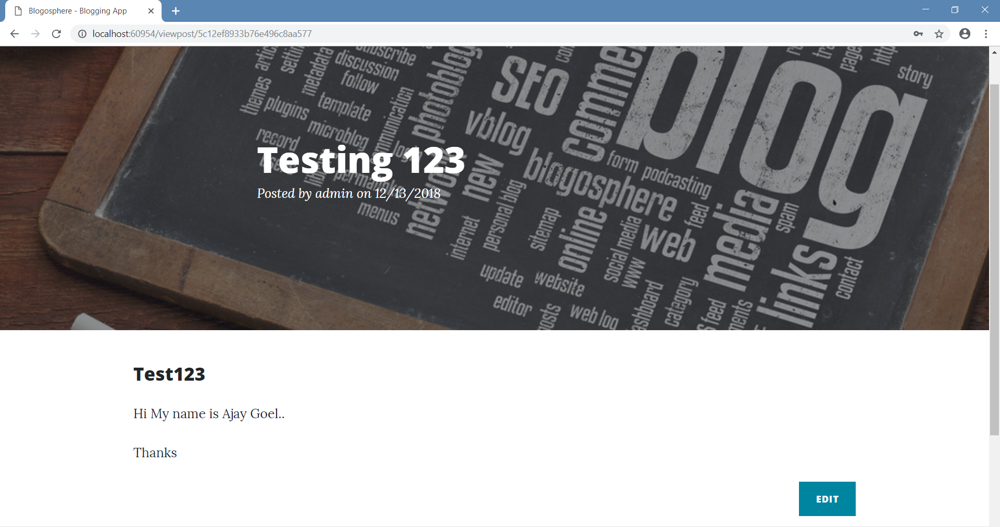 Blogosphere - Blogging App
localhost:60954/viewpost/5c12ef8933b76e496c8aa577
subscribe
discussion
follow
metadata
themes
plugins
template
microblog
record
photoblog
SEO
vblog
blog
story
Testing 123
Posted by admin on 12/13/2018
permalinks
menus
network
new
blogosphere
form
podcasting
internet
personal blog
sitemap
online
social media
www
web
feed
media
spam
links
contact
update
website
editor
web log
category
Test123
Hi My name is Ajay Goel..
Thanks
EDIT